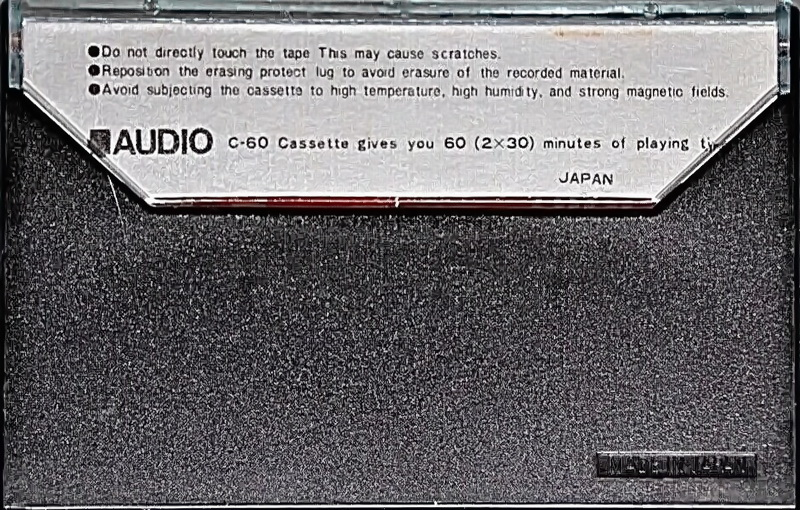 ●Do not directly touch the tape This may cause scratches.
●Reposition the erasing protect lug to avoid erasure of the recorded material.
●Avoid subjecting the cassette to high temperature, high humidity, and strong magnetic fields.
AUDIO C-60 Cassette gives you 60 (2×30) minutes of playing
JAPAN
MADE IN JAPAN